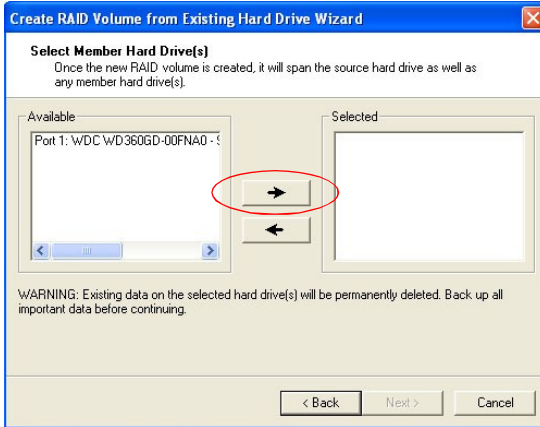 Create RAID Volume from Existing Hard Drive Wizard
Select Member Hard Drive(s)
Once the new RAID volume is created, it will span the source hard drive as well as
any member hard drive(s).
Available
Selected
Port 1: WDC WD360GD-00FNA0 -
WARNING: Existing data on the selected hard drive(s) will be permanently deleted. Back up all
important data before continuing.
< Back
Next >
Cancel